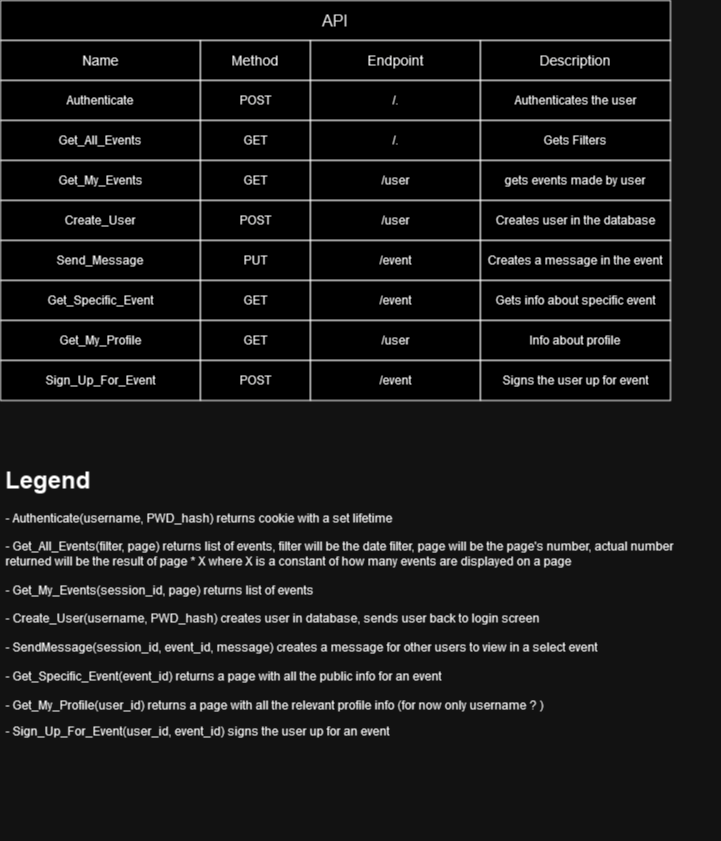 API
Name Method Endpoint Description
Authenticate POST /. Authenticates the user
Get_All_Events GET /. Gets Filters
Get_My_Events GET /user gets events made by user
Create_User POST /user Creates user in the database
Send_Message PUT /event Creates a message in the event
Get_Specific_Event GET /event Gets info about specific event
Get_My_Profile GET /user Info about profile
Sign_Up_For_Event POST /event Signs the user up for event
Legend
- Authenticate(username, PWD_hash) returns cookie with a set lifetime
- Get_All_Events(filter, page) returns list of events, filter will be the date filter, page will be the page's number, actual number
returned will be the result of page * X where X is a constant of how many events are displayed on a page
- Get_My_Events(session_id, page) returns list of events
- Create_User(username, PWD_hash) creates user in database, sends user back to login screen
- SendMessage(session_id, event_id, message) creates a message for other users to view in a select event
- Get_Specific_Event(event_id) returns a page with all the public info for an event
- Get_My_Profile(user_id) returns a page with all the relevant profile info (for now only username ? )
- Sign_Up_For_Event(user_id, event_id) signs the user up for an event